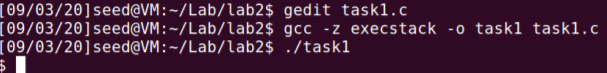 [09/03/20]seed@VM:~/Lab/lab2$ gedit task1.c
[09/03/20]seed@VM:~/Lab/lab2$ gcc -z execstack -o task1 task1.c
[09/03/20]seed@VM:~/Lab/lab2$ ./task1
$